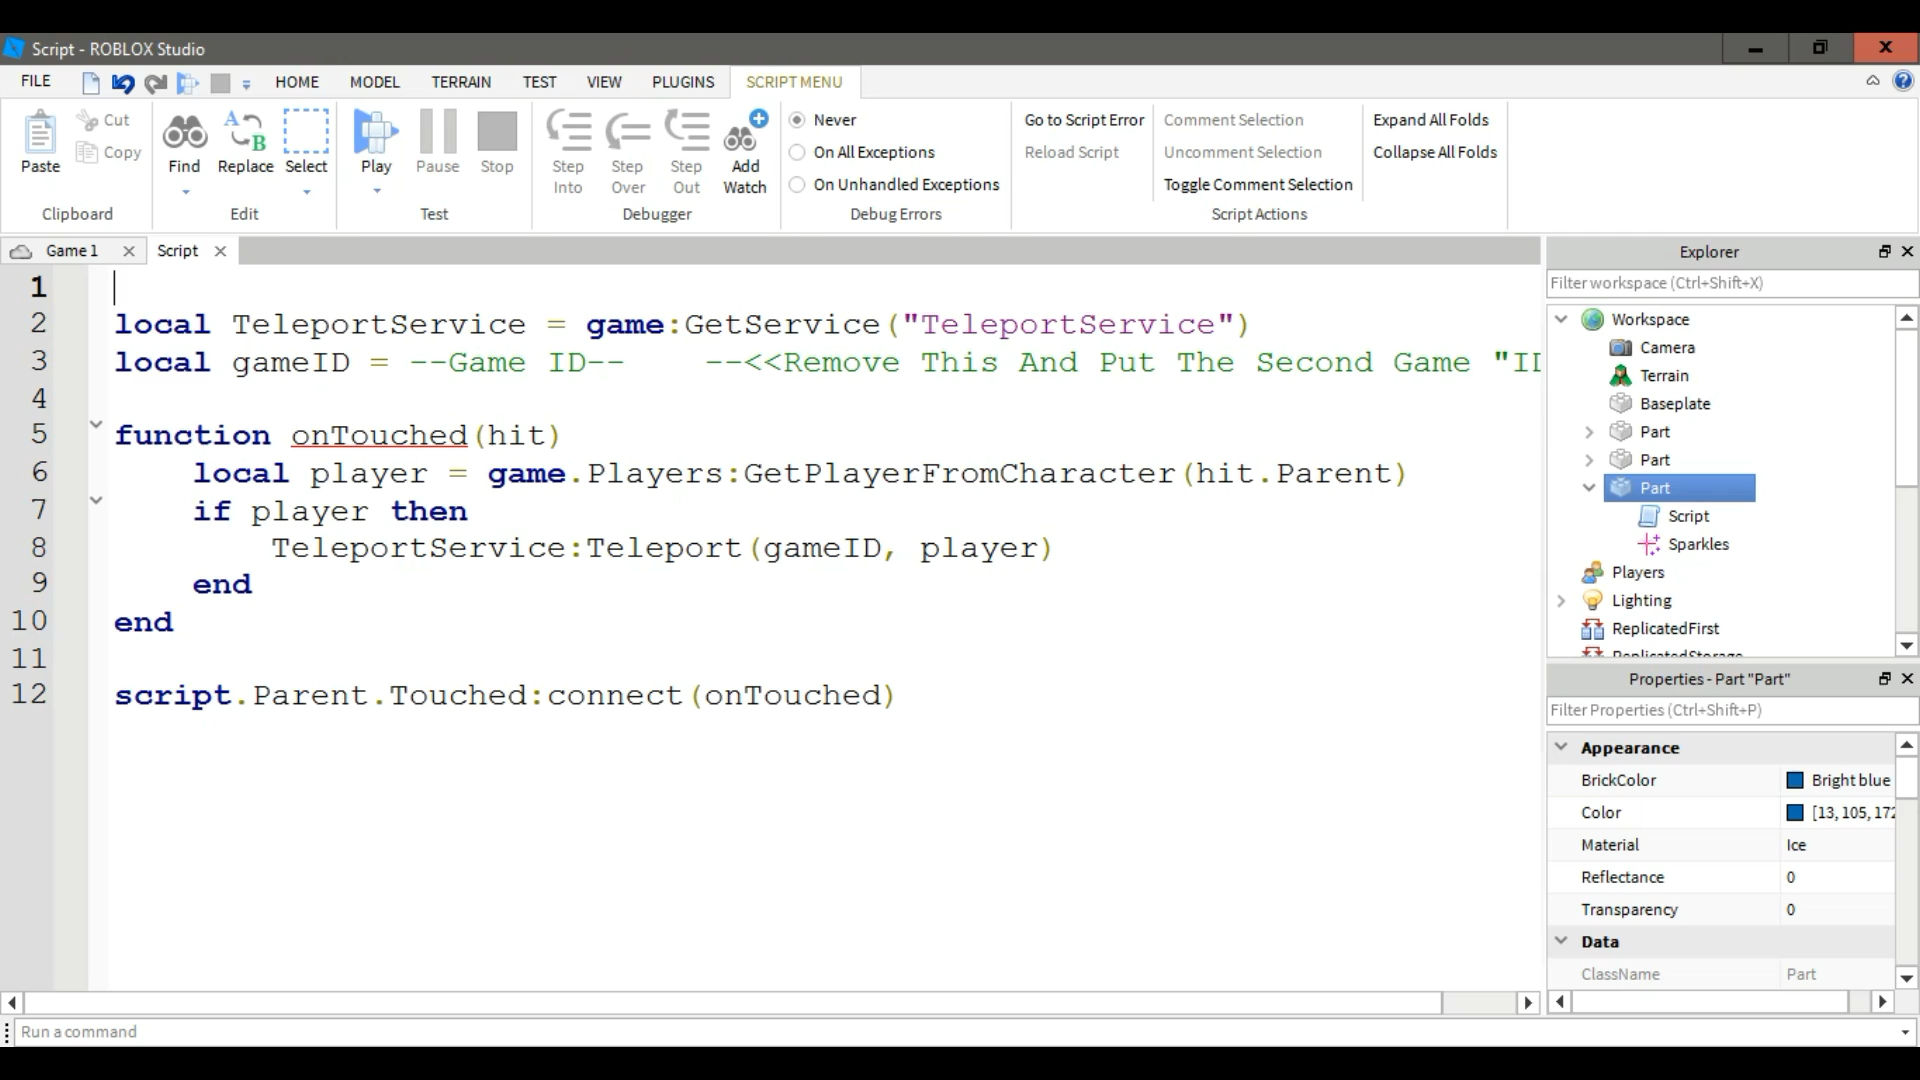 Script - ROBLOX Studio
FILE HOME MODEL TERRAIN TEST VIEW PLUGINS SCRIPT MENU
Paste
Cut
Copy
Clipboard
Find
Replace
Select
Edit
Play
Pause
Stop
Test
Step Into
Step Over
Step Out
Add Watch
Debugger
Never
On All Exceptions
On Unhandled Exceptions
Debug Errors
Go to Script Error
Reload Script
Comment Selection
Uncomment Selection
Toggle Comment Selection
Expand All Folds
Collapse All Folds
Script Actions
Game 1
Script
1
2 local TeleportService = game:GetService("TeleportService")
3 local gameID = --Game ID-- --<<Remove This And Put The Second Game "ID
4
5 function onTouched(hit)
6 local player = game.Players:GetPlayerFromCharacter(hit.Parent)
7 if player then
8 TeleportService:Teleport(gameID, player)
9 end
10 end
11
12 script.Parent.Touched:connect(onTouched)
Explorer
Filter workspace (Ctrl+Shift+X)
Workspace
Camera
Terrain
Baseplate
Part
Part
Part
Script
Sparkles
Players
Lighting
ReplicatedFirst
ReplicatedStorage
Properties - Part "Part"
Filter Properties (Ctrl+Shift+P)
Appearance
BrickColor Bright blue
Color [13, 105, 172
Material Ice
Reflectance 0
Transparency 0
Data
ClassName Part
Run a command